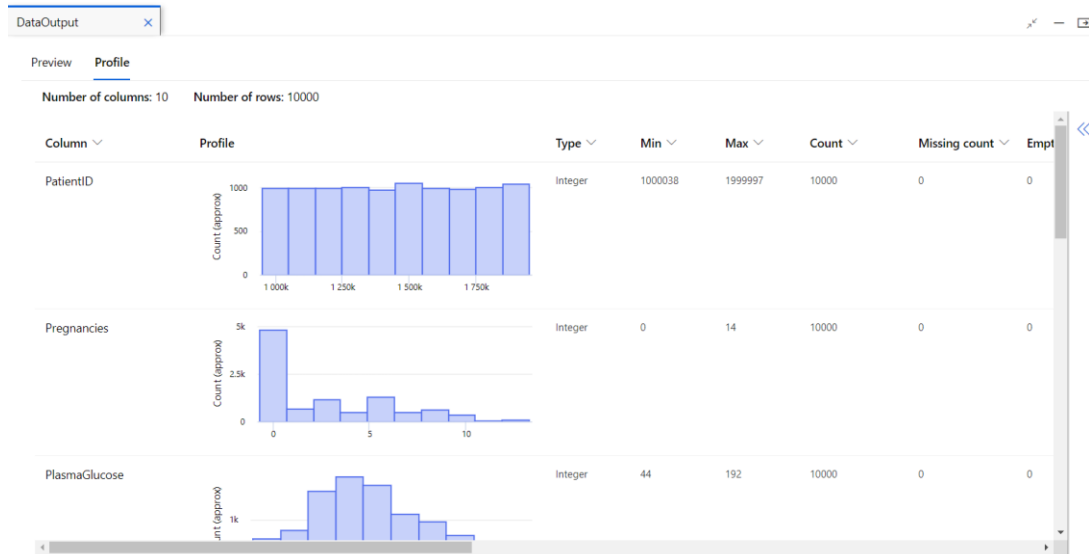 DataOutput
Preview Profile
Number of columns: 10 Number of rows: 10000
Column Profile Type Min Max Count Missing count
PatientID
Count (approx)
1000
500
0
1 000k 1 250k 1 500k 1 750k
Integer 1000038 1999997 10000 0 0
Pregnancies
Count (approx)
5k
2.5k
0
0 5 10
Integer 0 14 10000 0 0
PlasmaGlucose
(approx)
1k
Integer 44 192 10000 0 0